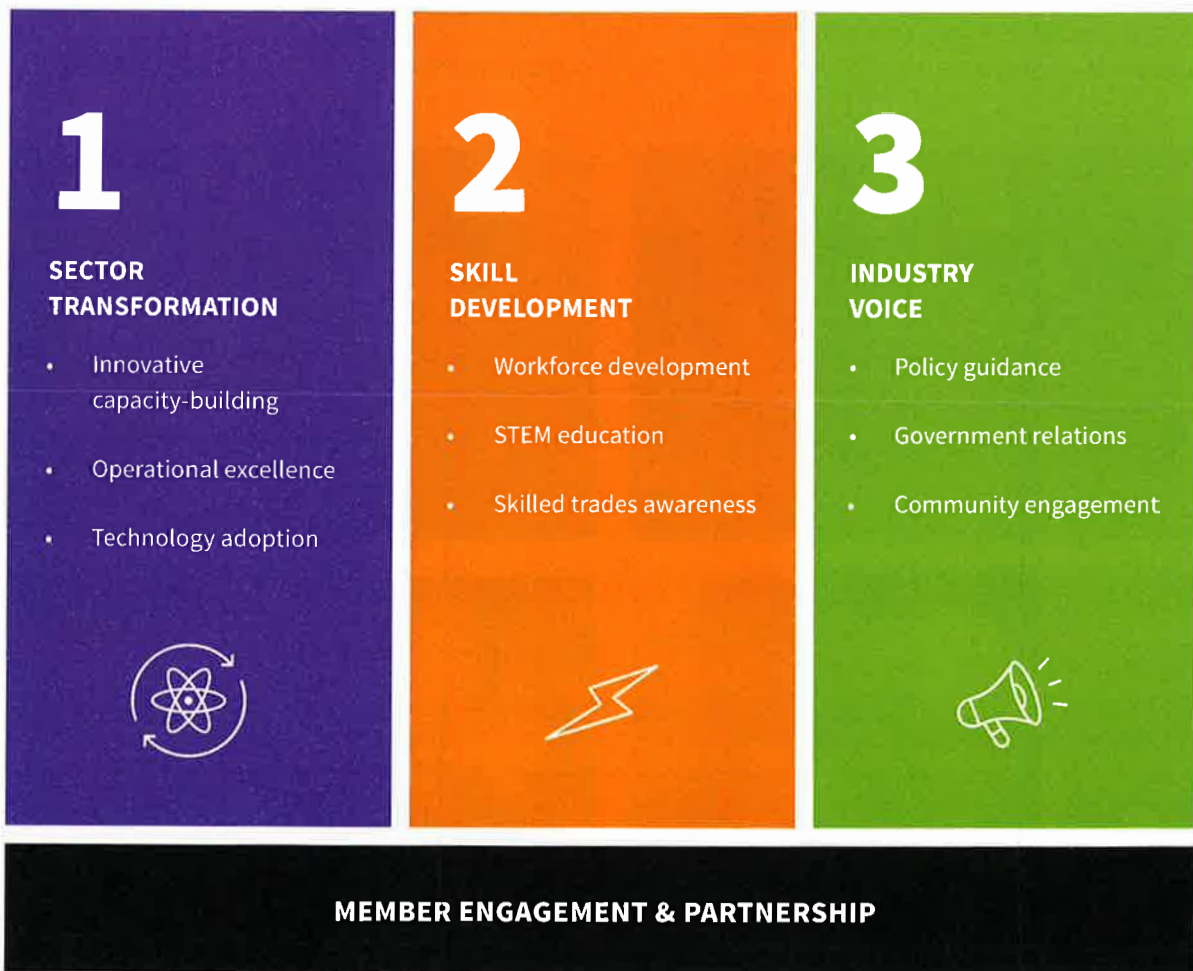 1
SECTOR
TRANSFORMATION
• Innovative
capacity-building
• Operational excellence
• Technology adoption
2
SKILL
DEVELOPMENT
• Workforce development
• STEM education
• Skilled trades awareness
3
INDUSTRY
VOICE
• Policy guidance
• Government relations
• Community engagement
MEMBER ENGAGEMENT & PARTNERSHIP